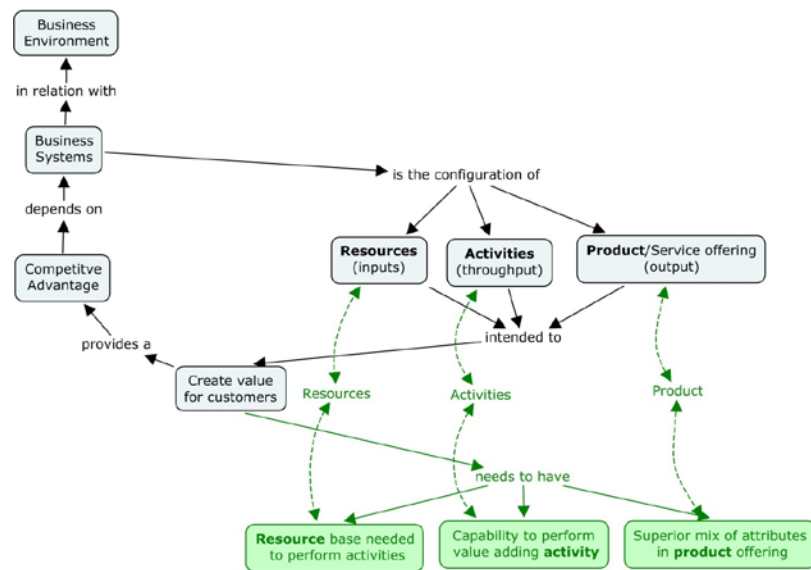 Business
Environment
in relation with
Business
Systems
is the configuration of
depends on
Resources
(inputs)
Activities
(throughput)
Product/Service offering
(output)
Competitve
Advantage
provides a
intended to
Create value
for customers
Resources
Activities
Product
needs to have
Resource base needed
to perform activities
Capability to perform
value adding activity
Superior mix of attributes
in product offering